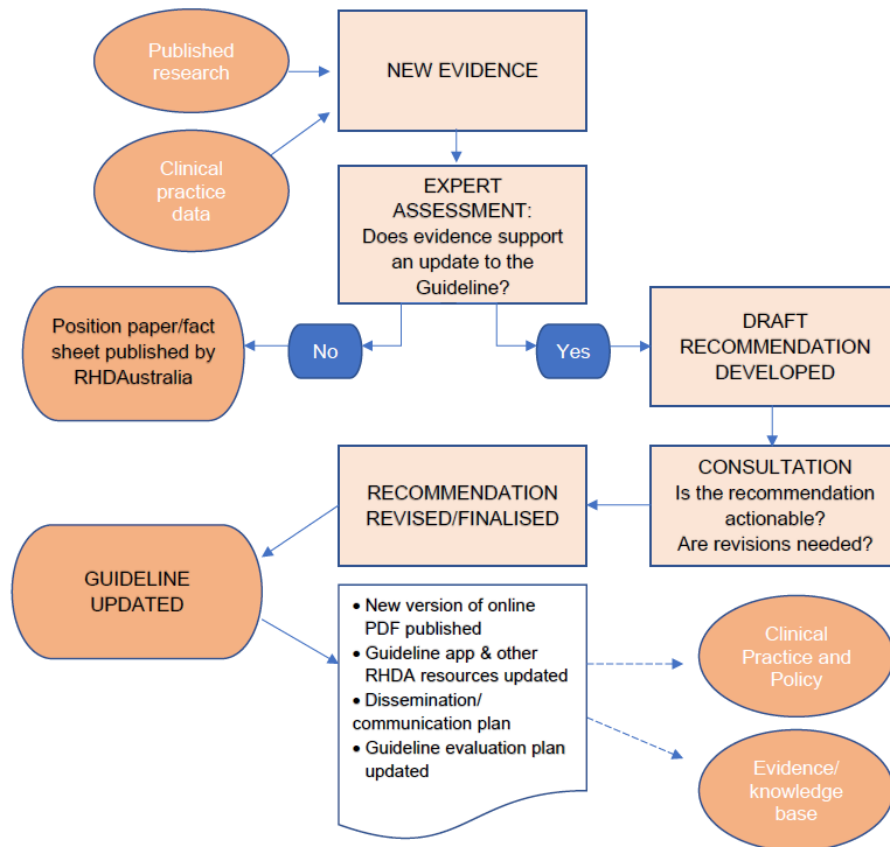 Published
research
NEW EVIDENCE
Clinical
practice
data
EXPERT
ASSESSMENT:
Does evidence support
an update to the
Guideline?
No
Yes
Position paper/fact
sheet published by
RHDAustralia
DRAFT
RECOMMENDATION
DEVELOPED
CONSULTATION
Is the recommendation
actionable?
Are revisions needed?
RECOMMENDATION
REVISED/FINALISED
GUIDELINE
UPDATED
• New version of online
PDF published
• Guideline app & other
RHDA resources updated
• Dissemination/
communication plan
• Guideline evaluation plan
updated
Clinical
Practice and
Policy
Evidence/
knowledge
base